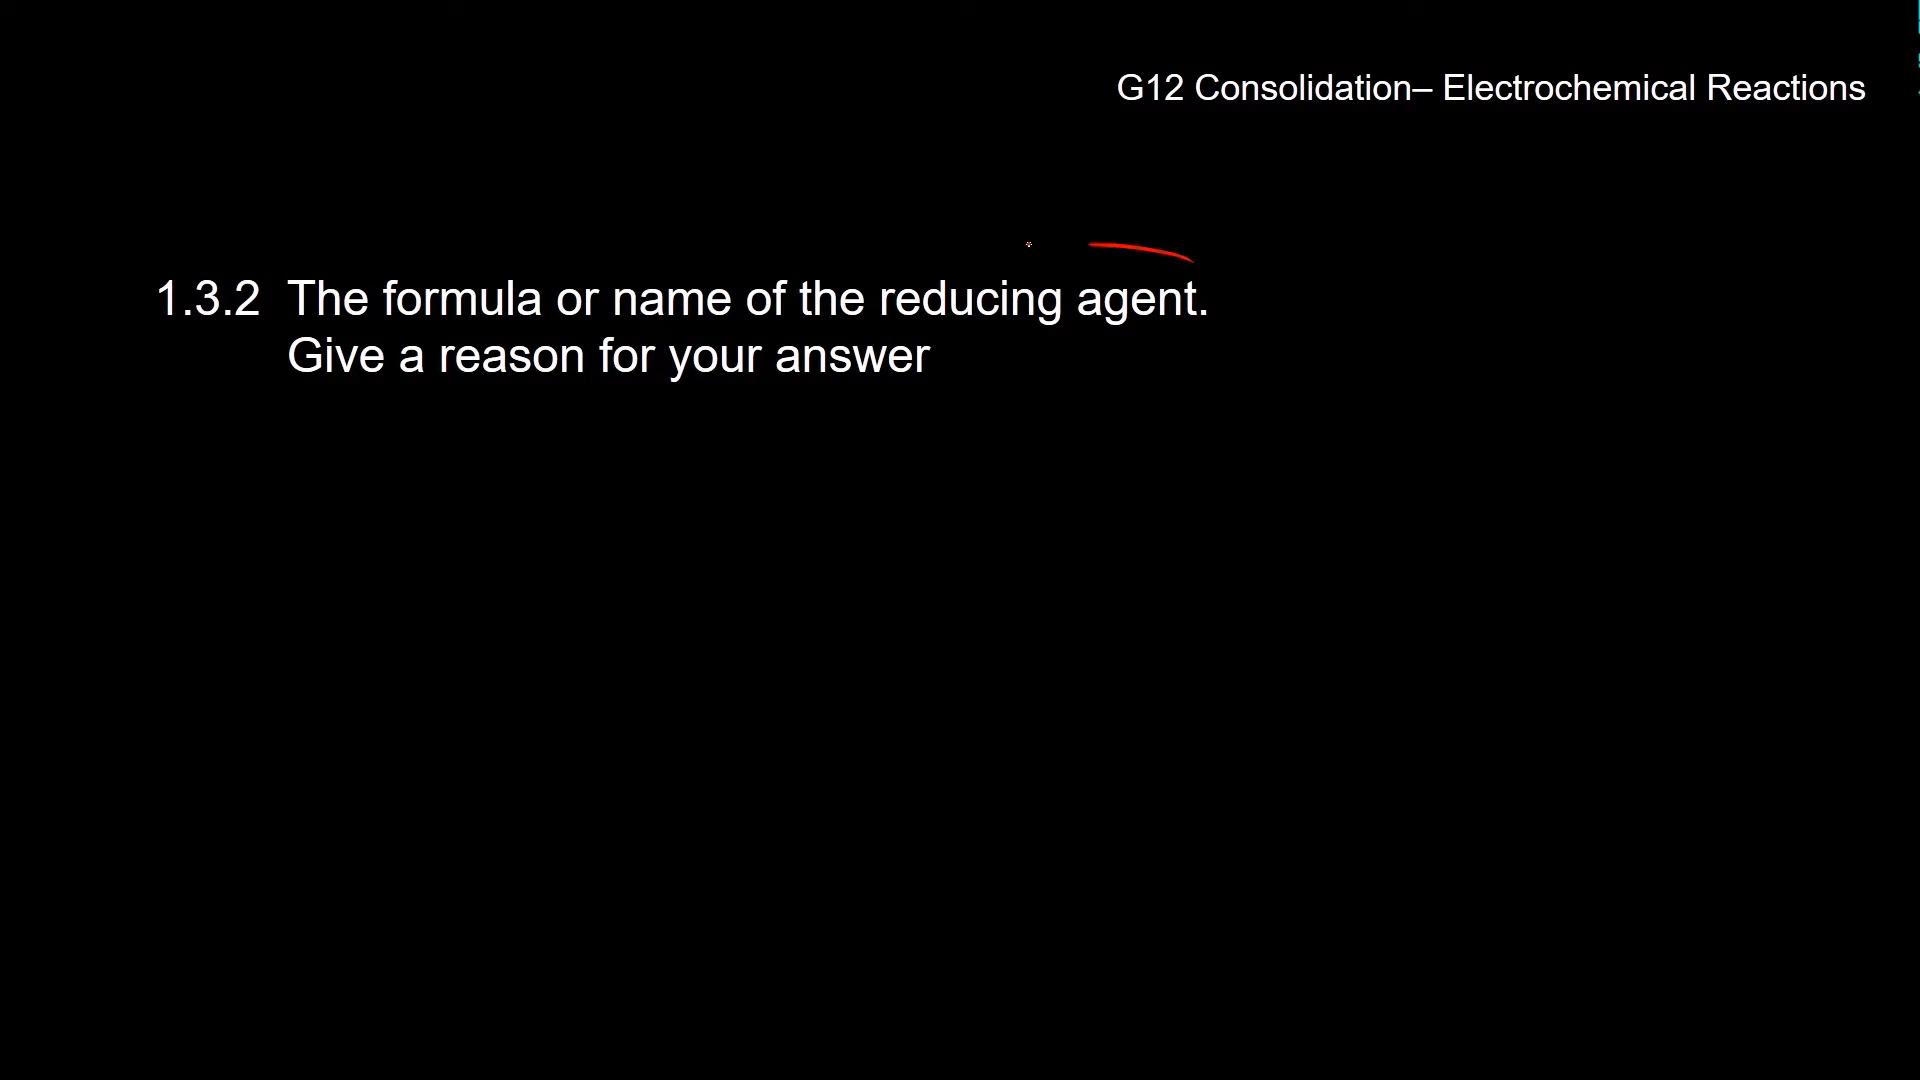 G12 Consolidation– Electrochemical Reactions
1.3.2 The formula or name of the reducing agent.
Give a reason for your answer